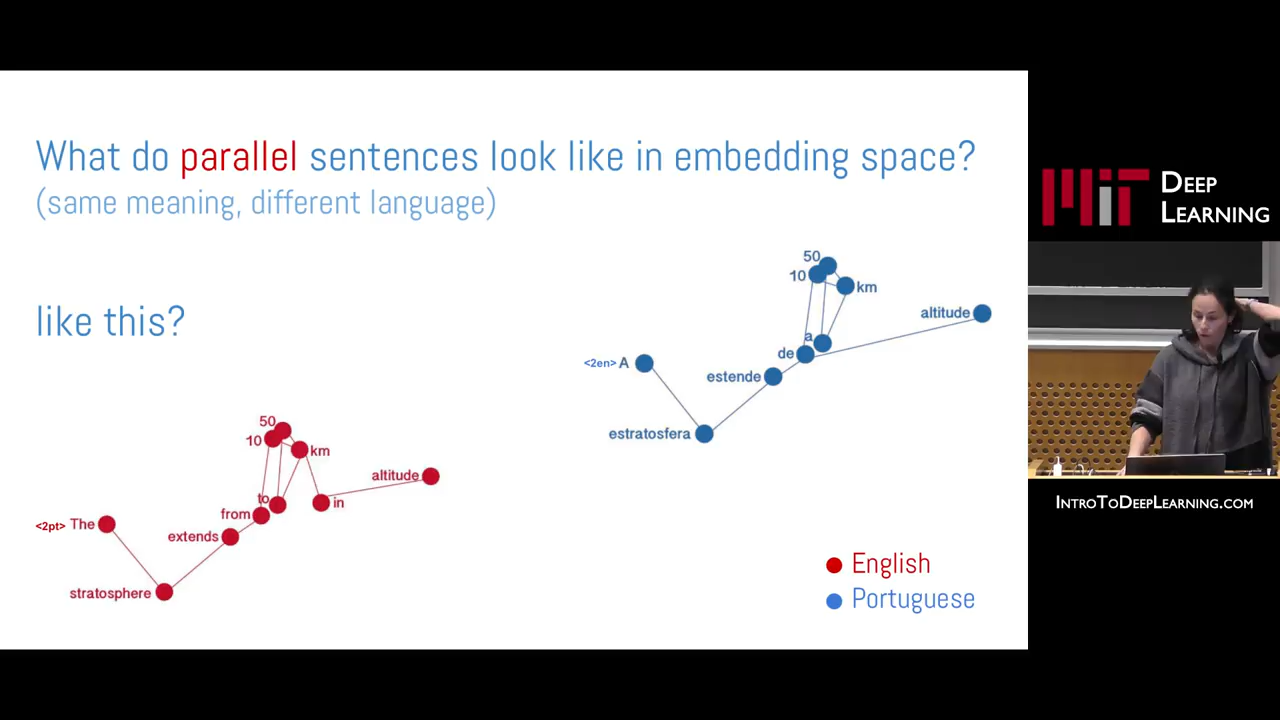 What do parallel sentences look like in embedding space?
(same meaning, different language)
like this?
50
10
km
altitude
in
to
from
extends
<2pt> The
stratosphere
50
10
km
altitude
a
de
estende
<2en> A
estratosfera
English
Portuguese
MIT
DEEP
LEARNING
INTROTODEEPLEARNING.COM